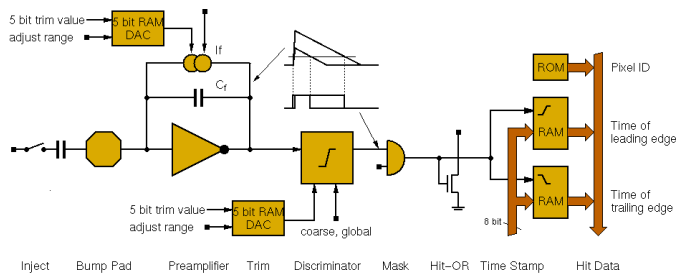 5 bit trim value
adjust range
5 bit RAM
DAC
If
Cf
ROM
Pixel ID
RAM
Time of
leading edge
RAM
Time of
trailing edge
5 bit trim value
adjust range
5 bit RAM
DAC
coarse, global
8 bit
Inject Bump Pad Preamplifier Trim Discriminator Mask Hit-OR Time Stamp Hit Data